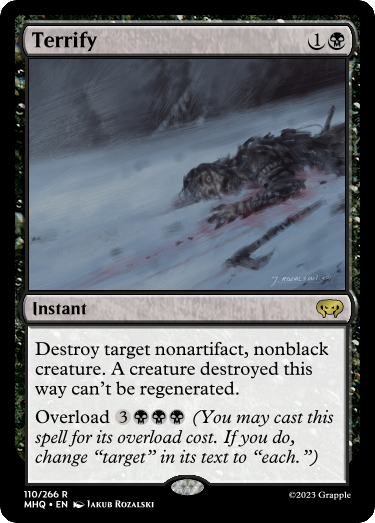 Terrify 1
Instant
Destroy target nonartifact, nonblack
creature. A creature destroyed this
way can't be regenerated.
Overload 3 (You may cast this
spell for its overload cost. If you do,
change “target” in its text to “each.”)
110/266 R
MHQ • EN Jakub Rozalski
©2023 Grapple